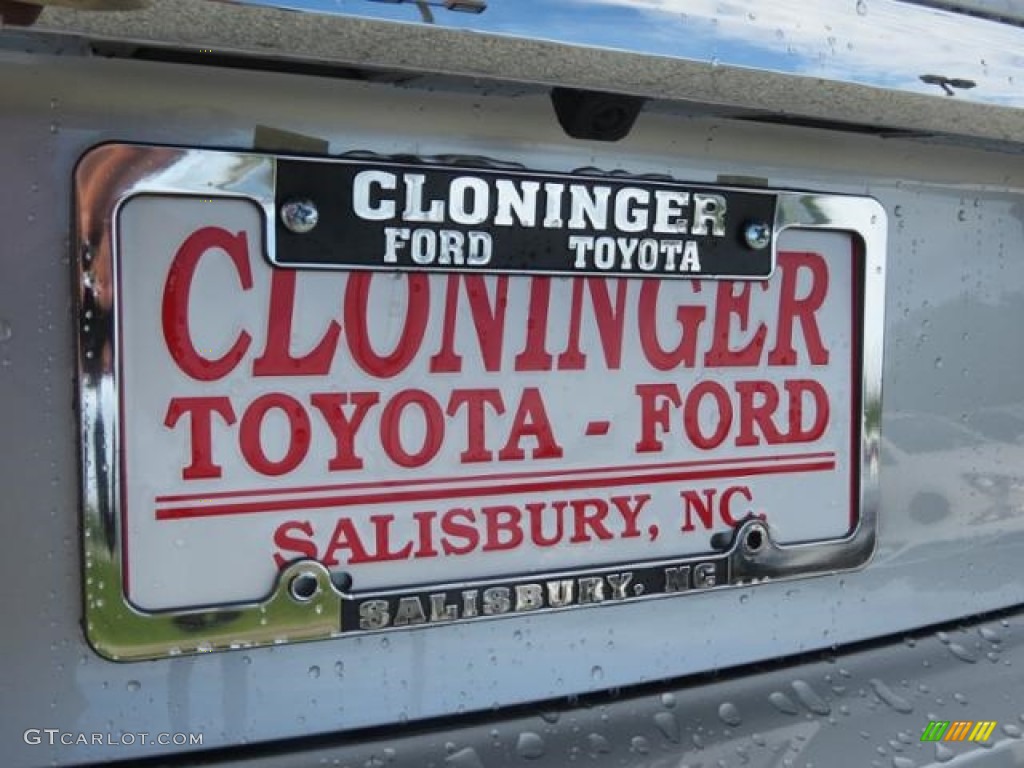 CLONINGER
FORD TOYOTA
CLONINGER
TOYOTA - FORD
SALISBURY, NC.
SALISBURY, NC
GTCARLOT.COM